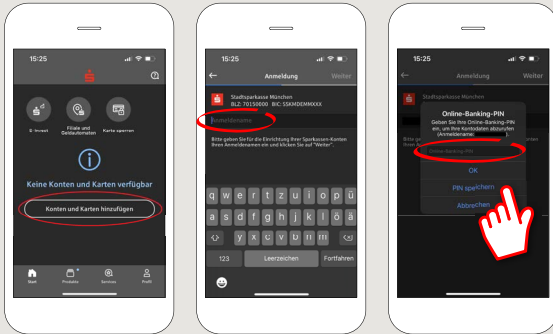 15:25
S-Invest
Filiale und
Geldautomaten
Karte sperren
Keine Konten und Karten verfügbar
Konten und Karten hinzufügen
Start
Produkte
Services
Profil
15:25
Anmeldung
Weiter
Stadtsparkasse München
BLZ: 70150000 BIC: SSKMDEMMXXX
Anmeldename
Bitte geben Sie für die Einrichtung Ihrer Sparkassen-Konten
Ihren Anmeldenamen ein und klicken Sie auf "Weiter".
q w e r t z u i o p ü
a s d f g h j k l ö ä
y x c v b n m
123
Leerzeichen
Fortfahren
15:25
Anmeldung
Weiter
Stadtsparkasse München
Online-Banking-PIN
Geben Sie Ihre Online-Banking-PIN
ein, um Ihre Kontodaten abzurufen
(Anmeldename:
Online-Banking-PIN
OK
PIN speichern
Abbrechen